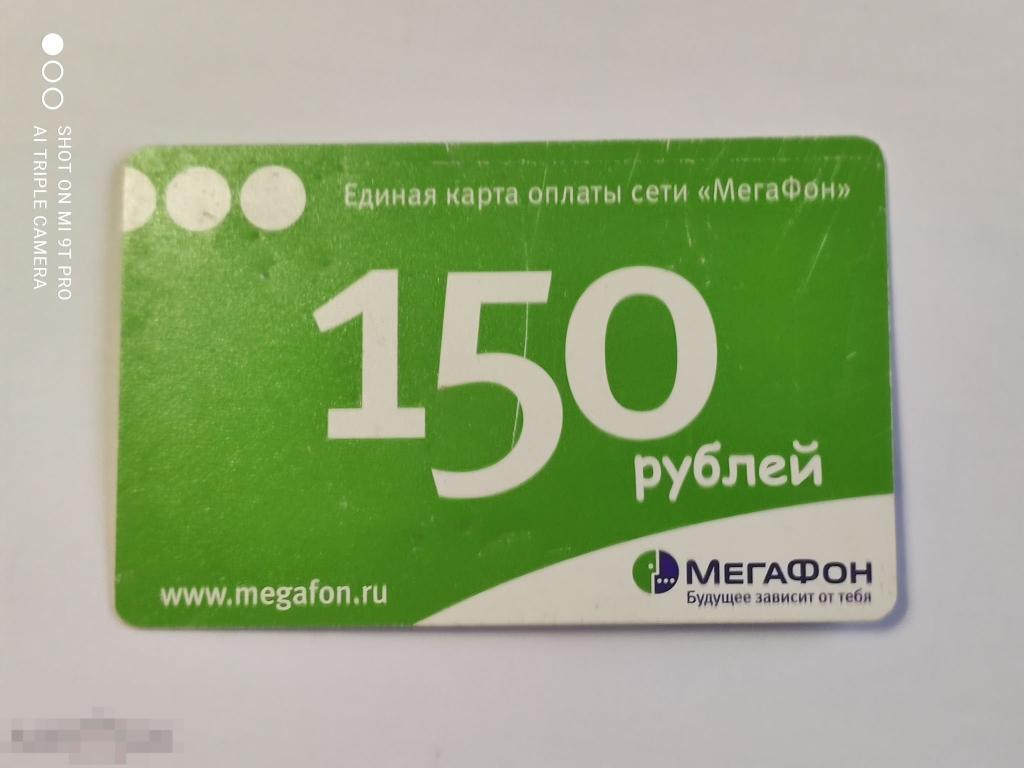 Единая карта оплаты сети «МегаФон»
150
рублей
www.megafon.ru
МЕГАФОН
Будущее зависит от тебя
SHOT ON MI 9T PRO
AI TRIPLE CAMERA